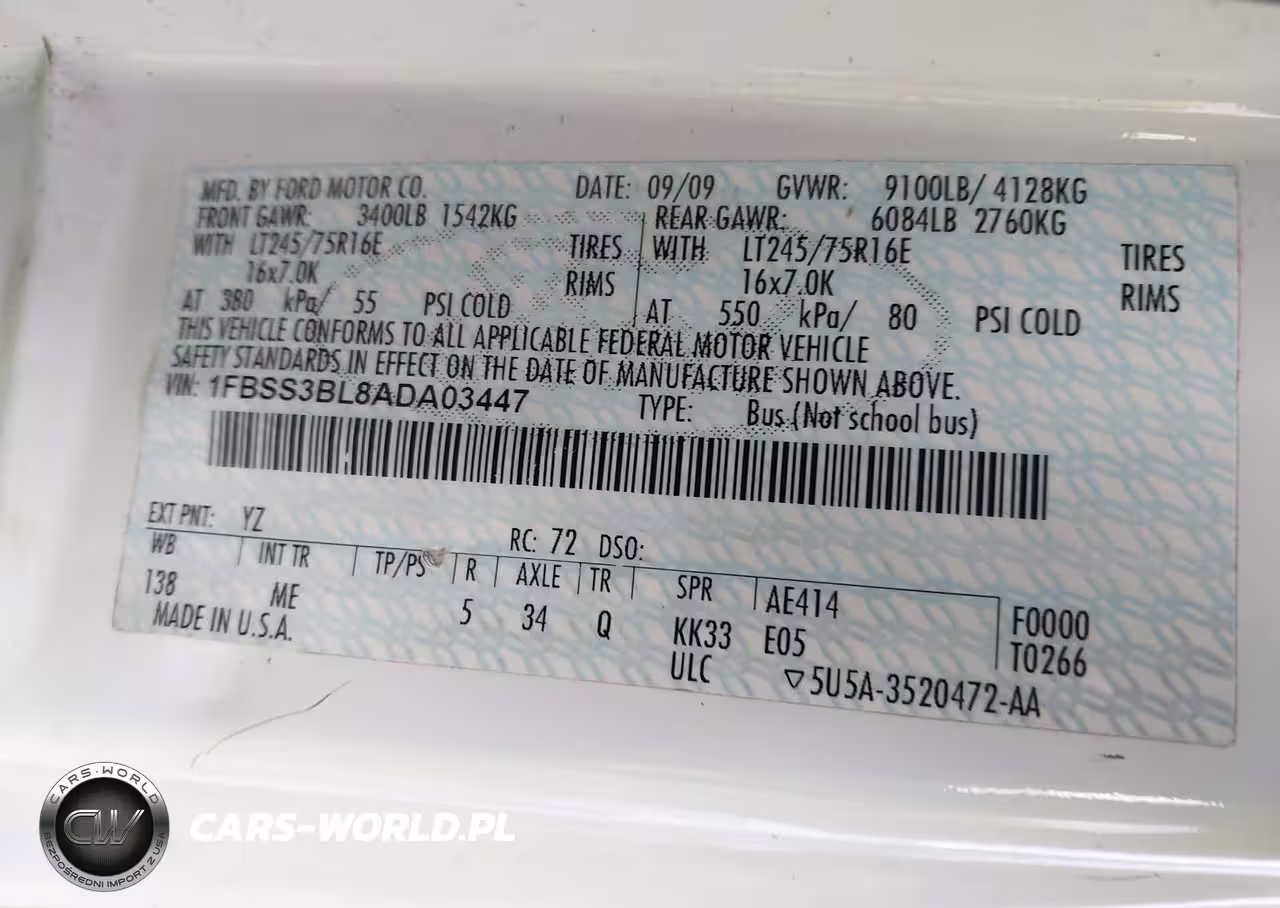 MFD. BY FORD MOTOR CO. DATE: 09/09 GVWR: 9100LB/ 4128KG
FRONT GAWR: 3400LB 1542KG REAR GAWR: 6084LB 2760KG
WITH LT245/75R16E TIRES WITH LT245/75R16E TIRES
16x7.0K RIMS 16x7.0K RIMS
AT 380 kPa/ 55 PSI COLD AT 550 kPa/ 80 PSI COLD
THIS VEHICLE CONFORMS TO ALL APPLICABLE FEDERAL MOTOR VEHICLE
SAFETY STANDARDS IN EFFECT ON THE DATE OF MANUFACTURE SHOWN ABOVE.
VIN: 1FBSS3BL8ADA03447 TYPE: Bus (Not school bus)
EXT PNT: YZ RC: 72 DSO:
WB INT TR TP/PS R AXLE TR SPR AE414 F0000
138 ME 5 34 Q KK33 E05 T0266
MADE IN U.S.A. ULC ▽5U5A-3520472-AA
CARS-WORLD
CW
BEZPOŚREDNI IMPORT Z USA
CARS-WORLD.PL